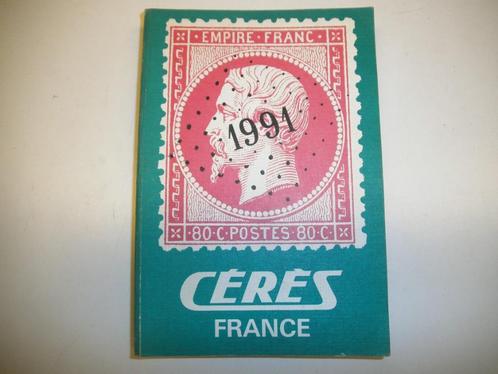 EMPIRE FRANC
1991
80·C·POSTES·80·C·
CÉRÈS
FRANCE